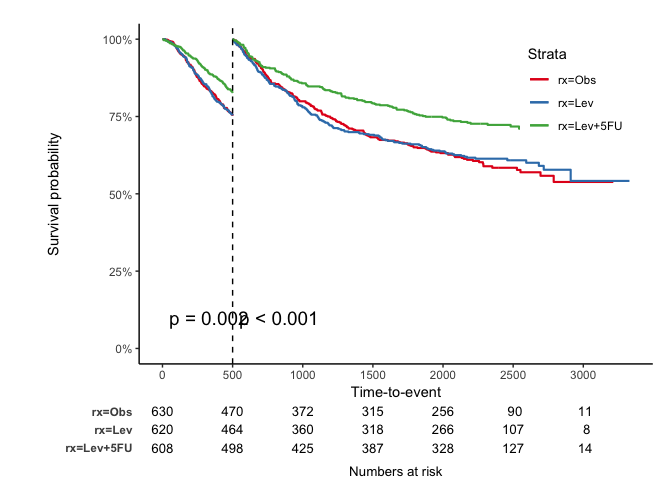 Strata
rx=Obs
rx=Lev
rx=Lev+5FU
Survival probability
100%
75%
50%
25%
0%
p = 0.002
p < 0.001
0 500 1000 1500 2000 2500 3000
Time-to-event
rx=Obs 630 470 372 315 256 90 11
rx=Lev 620 464 360 318 266 107 8
rx=Lev+5FU 608 498 425 387 328 127 14
Numbers at risk